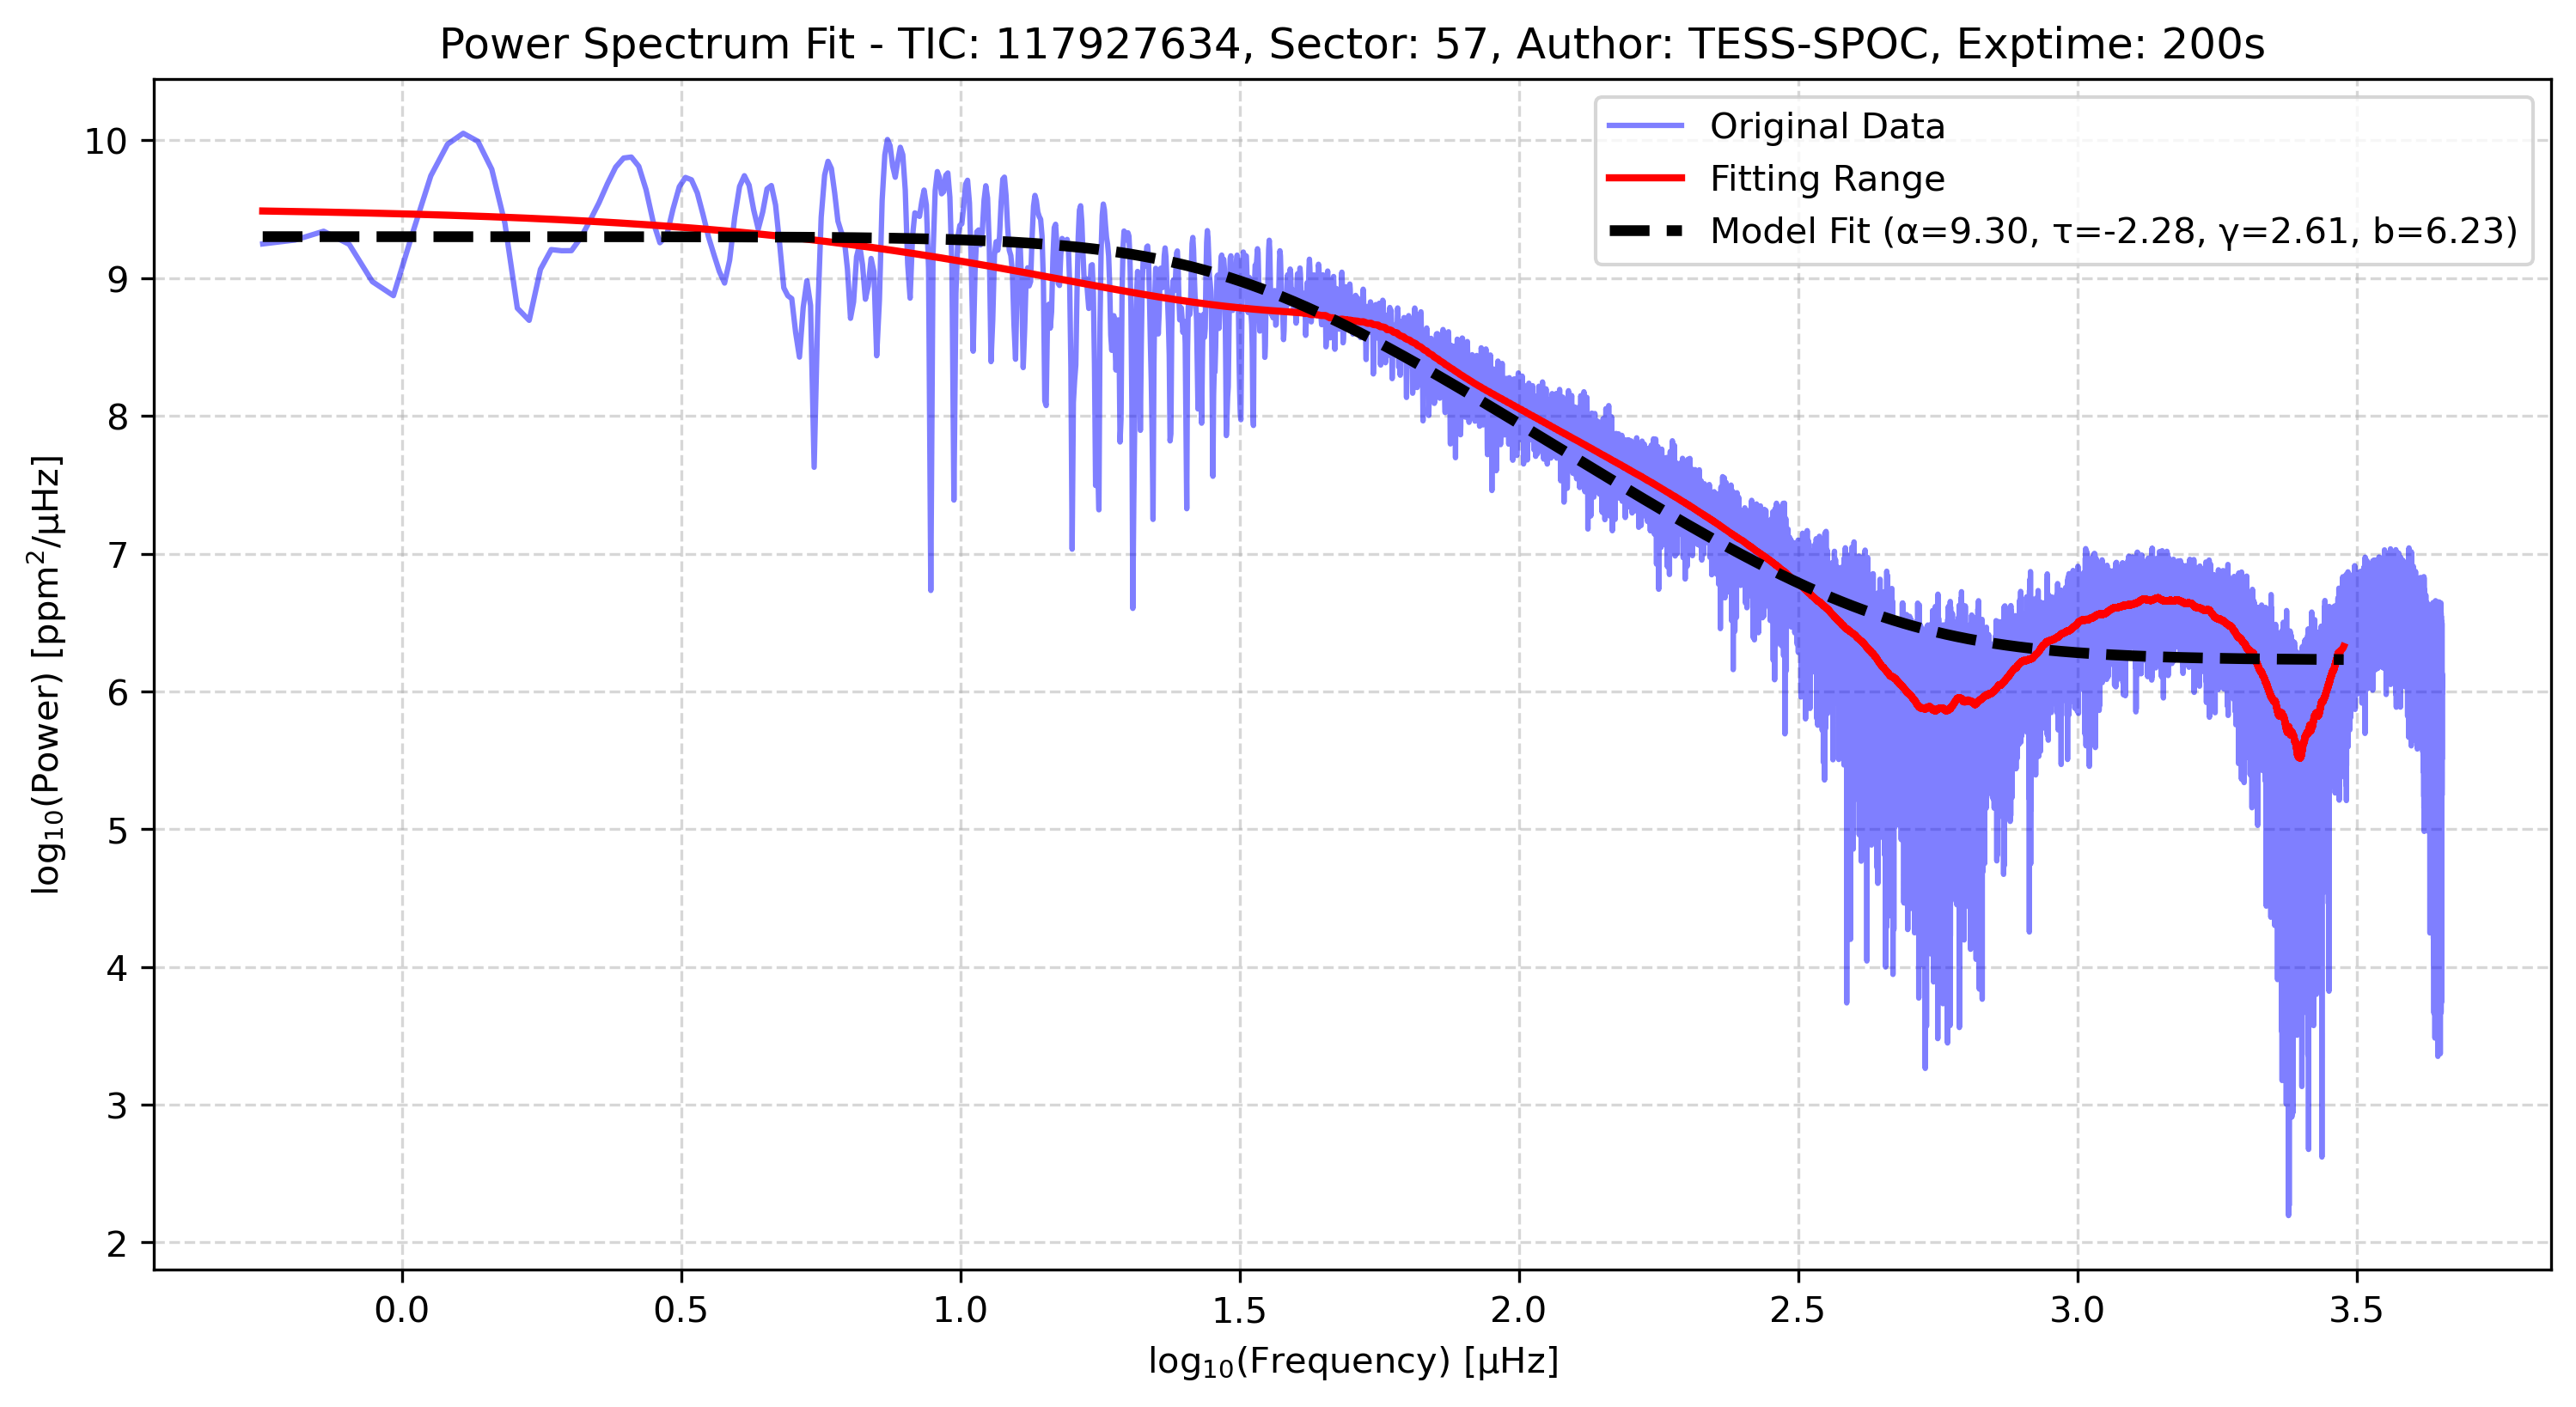 Power Spectrum Fit - TIC: 117927634, Sector: 57, Author: TESS-SPOC, Exptime: 200s
Original Data
Fitting Range
Model Fit (α=9.30, τ=-2.28, γ=2.61, b=6.23)
log₁₀(Power) [ppm²/μHz]
10
9
8
7
6
5
4
3
2
0.0 0.5 1.0 1.5 2.0 2.5 3.0 3.5
log₁₀(Frequency) [μHz]